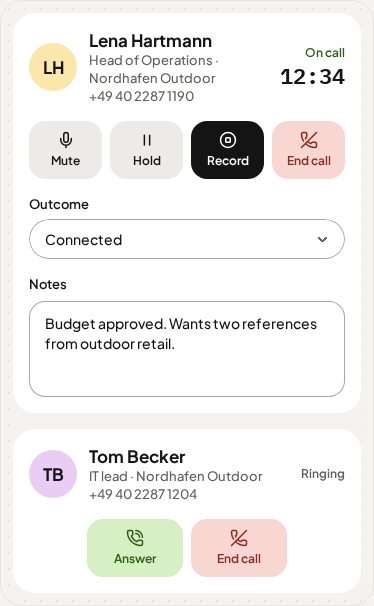 LH
Lena Hartmann
Head of Operations ·
Nordhafen Outdoor
+49 40 2287 1190
On call
12:34
Mute
Hold
Record
End call
Outcome
Connected
Notes
Budget approved. Wants two references
from outdoor retail.
TB
Tom Becker
IT lead · Nordhafen Outdoor
+49 40 2287 1204
Ringing
Answer
End call